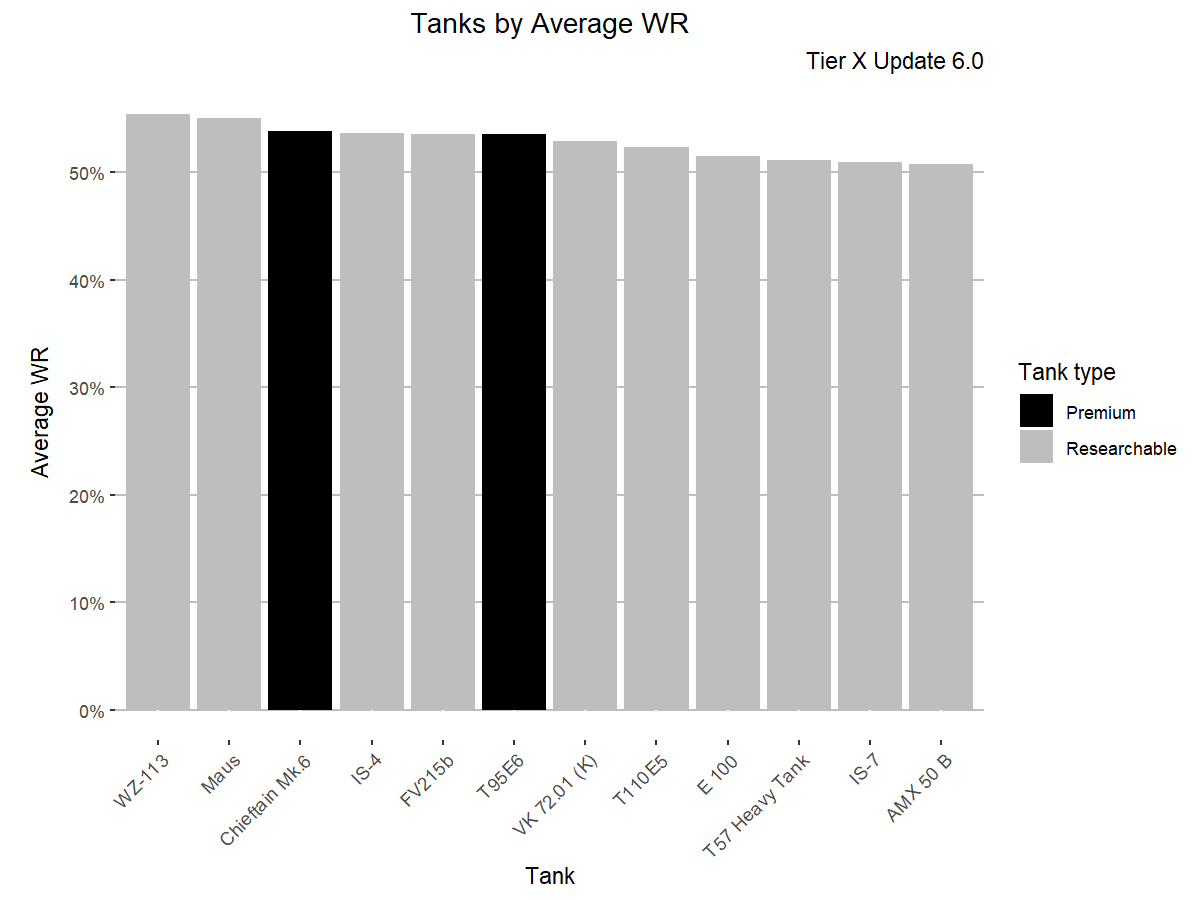 Tanks by Average WR
Tier X Update 6.0
Average WR
50%
40%
30%
20%
10%
0%
WZ-113
Maus
Chieftain Mk.6
IS-4
FV215b
T95E6
VK 72.01 (K)
T110E5
E 100
T57 Heavy Tank
IS-7
AMX 50 B
Tank
Tank type
Premium
Researchable